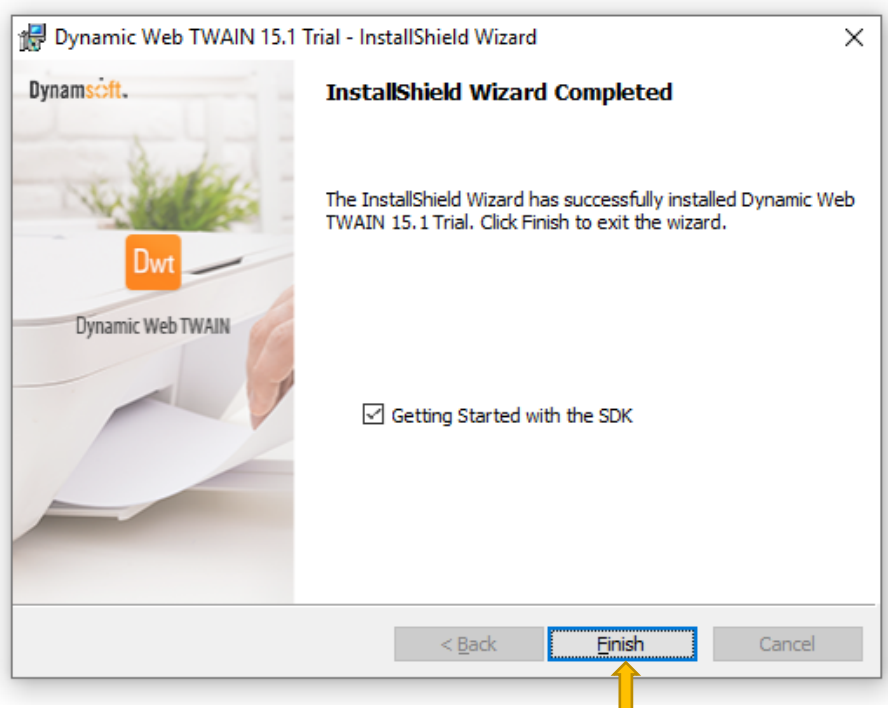 Dynamic Web TWAIN 15.1 Trial - InstallShield Wizard
Dynamsoft.
InstallShield Wizard Completed
The InstallShield Wizard has successfully installed Dynamic Web
TWAIN 15.1 Trial. Click Finish to exit the wizard.
Dwt
Dynamic Web TWAIN
Getting Started with the SDK
< Back
Finish
Cancel